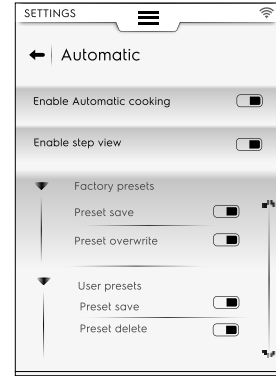 SETTINGS
Automatic
Enable Automatic cooking
Enable step view
Factory presets
Preset save
Preset overwrite
User presets
Preset save
Preset delete